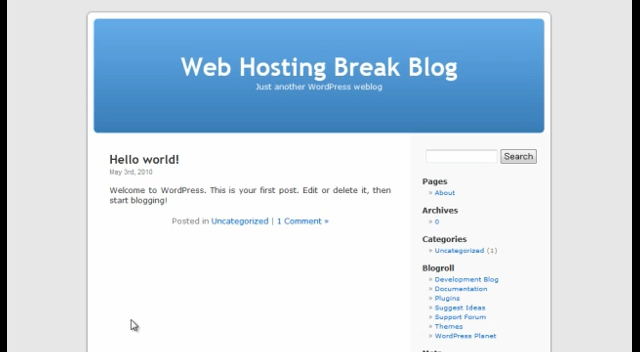 Web Hosting Break Blog
Just another WordPress weblog
Hello world!
May 3rd, 2010
Welcome to WordPress. This is your first post. Edit or delete it, then
start blogging!
Posted in Uncategorized | 1 Comment »
Search
Pages
» About
Archives
» 0
Categories
» Uncategorized (1)
Blogroll
» Development Blog
» Documentation
» Plugins
» Suggest Ideas
» Support Forum
» Themes
» WordPress Planet